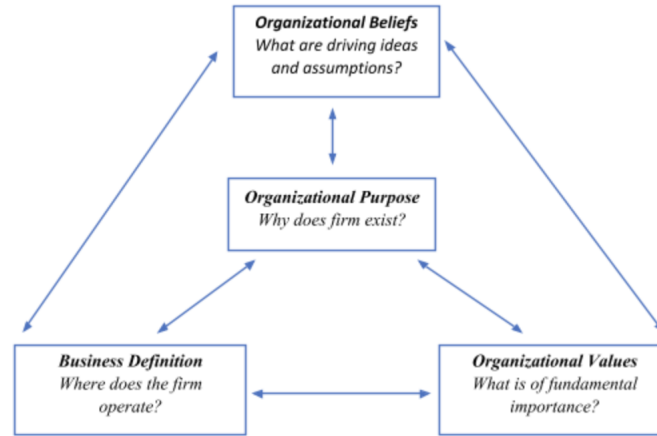 Organizational Beliefs
What are driving ideas
and assumptions?
Organizational Purpose
Why does firm exist?
Business Definition
Where does the firm
operate?
Organizational Values
What is of fundamental
importance?